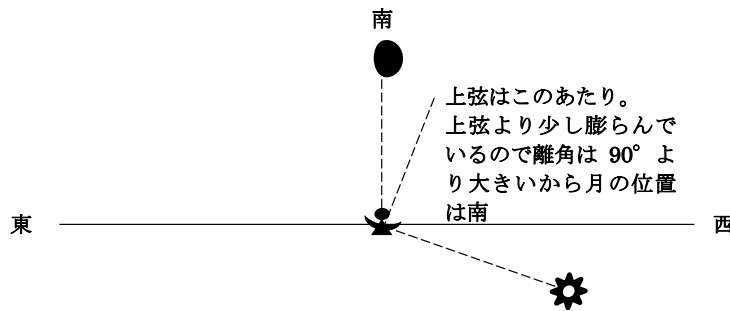 南
上弦はこのあたり。
上弦より少し膨らんで
いるので離角は 90°よ
り大きいから月の位置
は南
東
西